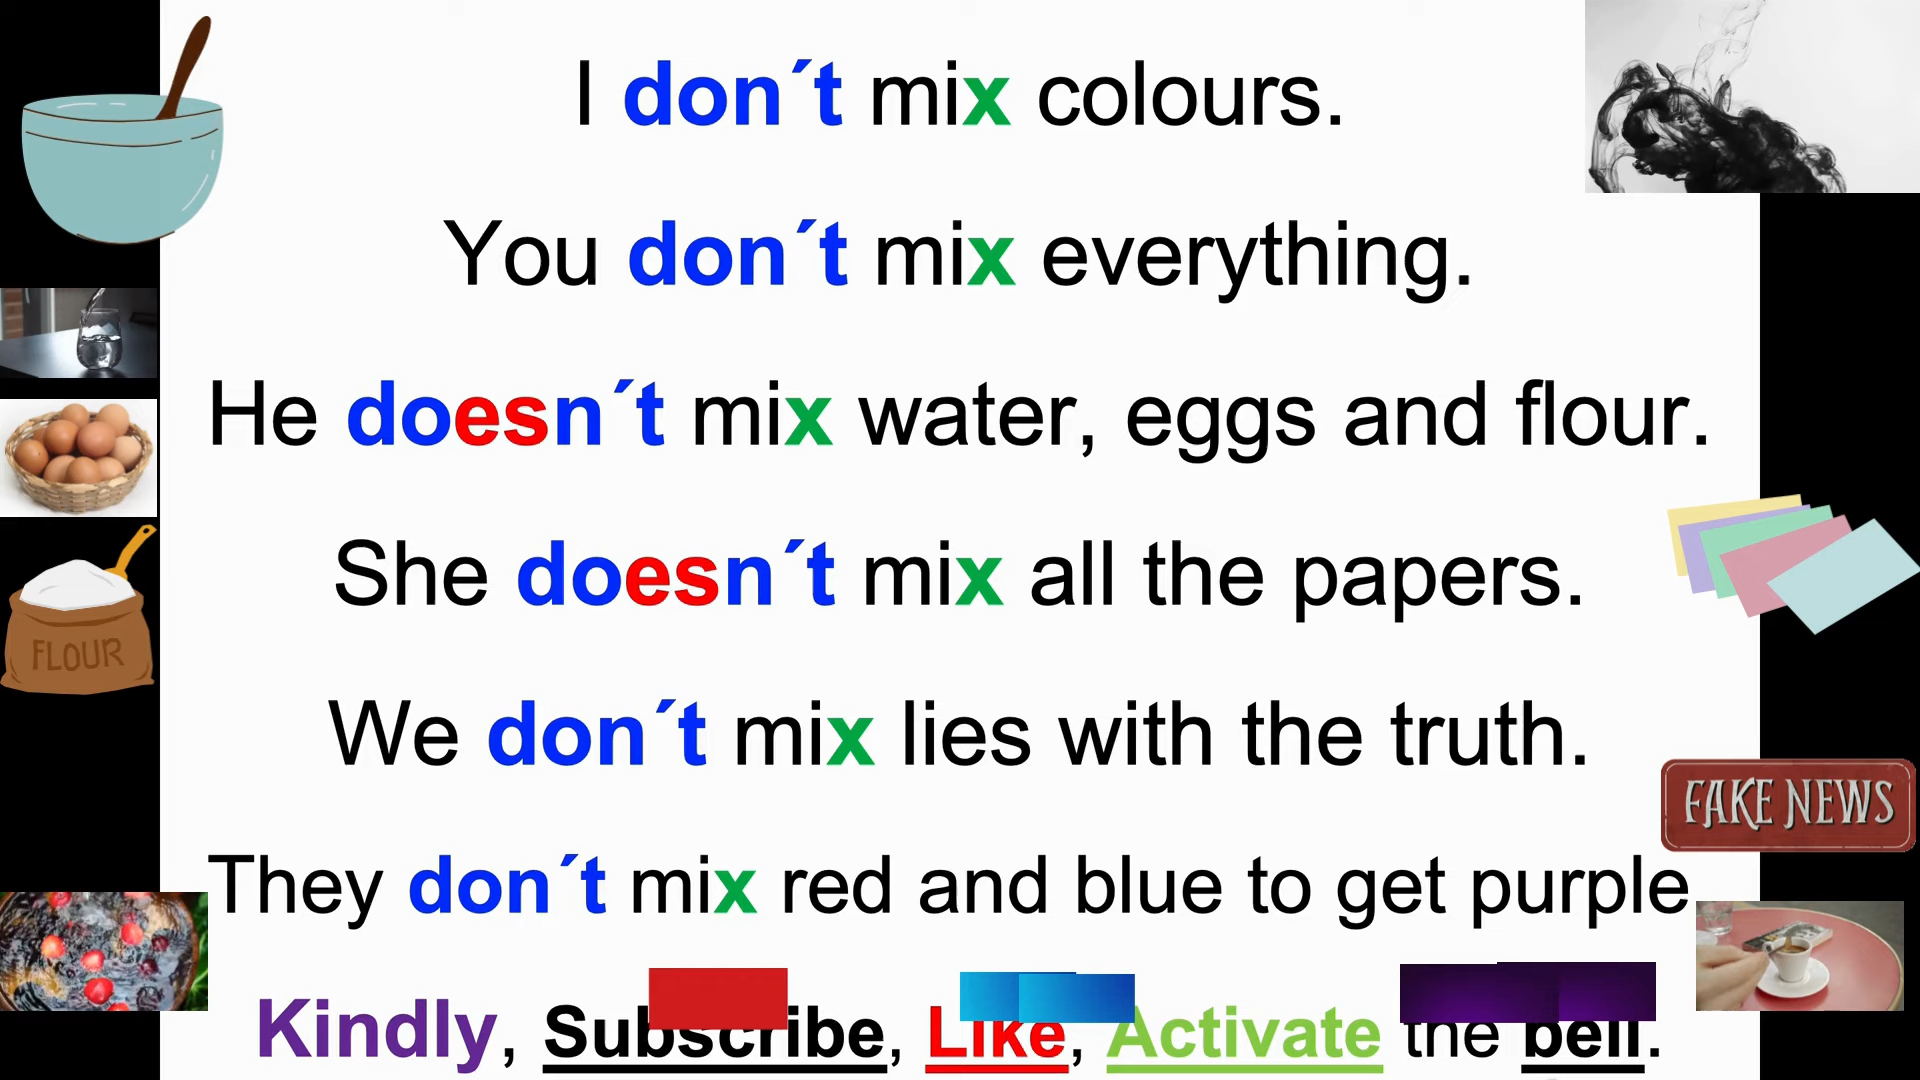 I don´t mix colours.
You don´t mix everything.
He doesn´t mix water, eggs and flour.
She doesn´t mix all the papers.
FLOUR
We don´t mix lies with the truth.
FAKE NEWS
They don´t mix red and blue to get purple
Kindly, Subscribe, Like, Activate the bell.